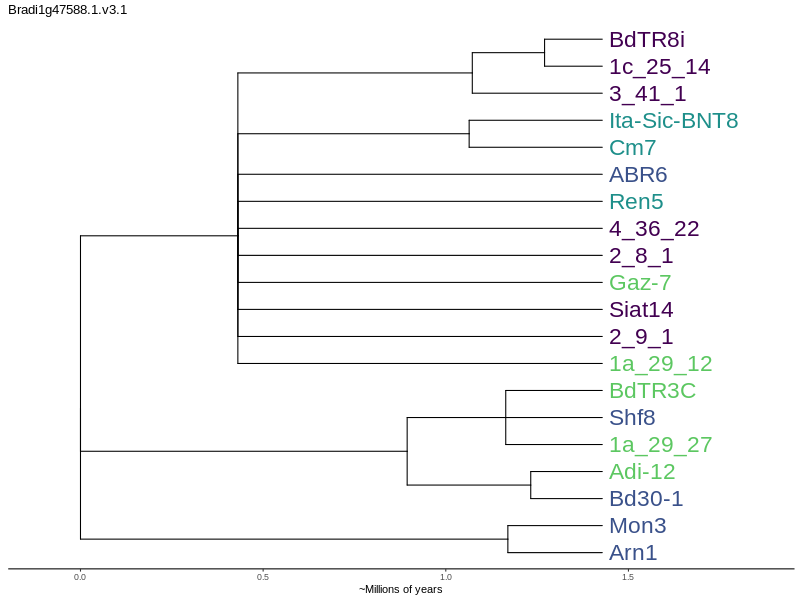 Bradi1g47588.1.v3.1
BdTR8i
1c_25_14
3_41_1
Ita-Sic-BNT8
Cm7
ABR6
Ren5
4_36_22
2_8_1
Gaz-7
Siat14
2_9_1
1a_29_12
BdTR3C
Shf8
1a_29_27
Adi-12
Bd30-1
Mon3
Arn1
0.0 0.5 1.0 1.5
~Millions of years